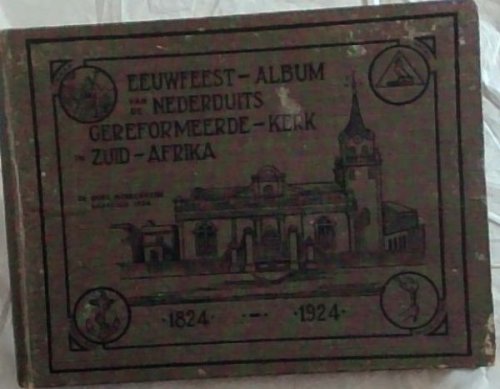 EEUWFEEST-ALBUM
VAN DE NEDERDUITS
GEREFORMEERDE-KERK
IN ZUID-AFRIKA
·1824·-·1924·